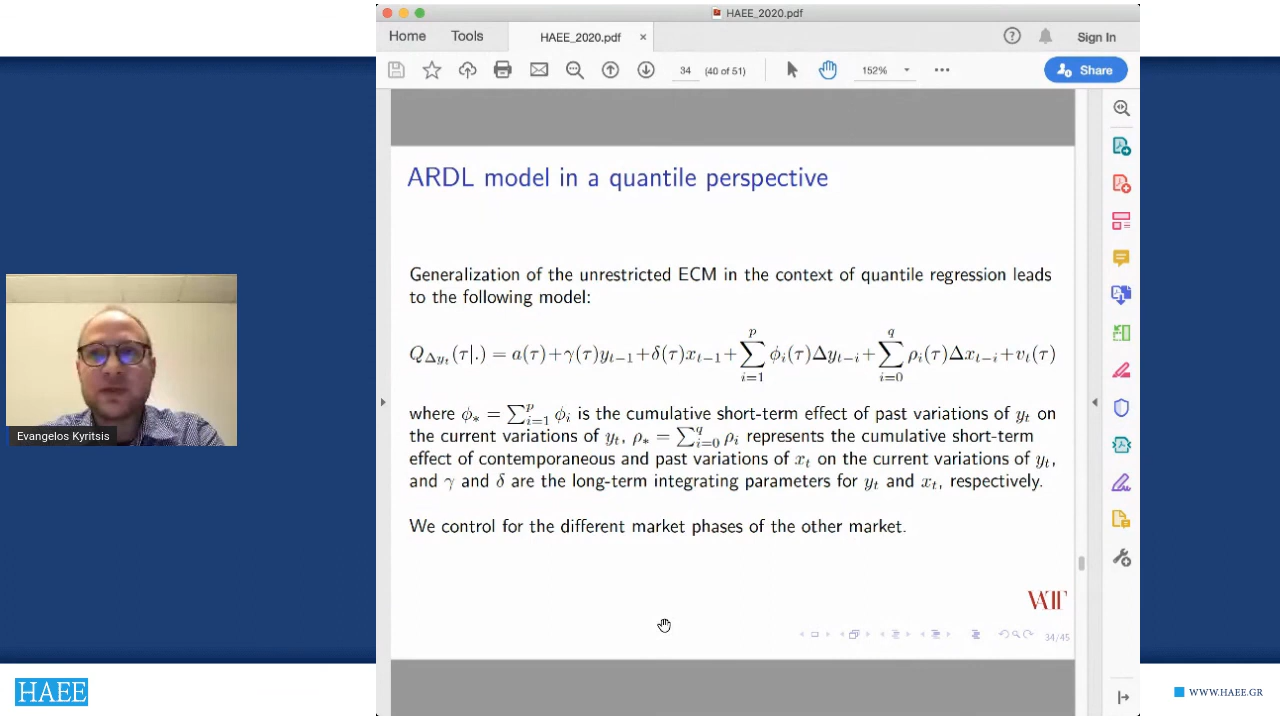 HAEE_2020.pdf
Home Tools HAEE_2020.pdf × Sign In
34 (40 of 51) 152% Share
ARDL model in a quantile perspective
Generalization of the unrestricted ECM in the context of quantile regression leads
to the following model:
Q_{Δy_t}(τ|.) = a(τ)+γ(τ)y_{t−1}+δ(τ)x_{t−1}+∑_{i=1}^{p} ϕ_i(τ)Δy_{t−i}+∑_{i=0}^{q} ρ_i(τ)Δx_{t−i}+v_t(τ)
where ϕ_* = ∑_{i=1}^{p} ϕ_i is the cumulative short-term effect of past variations of y_t on
the current variations of y_t, ρ_* = ∑_{i=0}^{q} ρ_i represents the cumulative short-term
effect of contemporaneous and past variations of x_t on the current variations of y_t,
and γ and δ are the long-term integrating parameters for y_t and x_t, respectively.
We control for the different market phases of the other market.
34/45
Evangelos Kyritsis
HAEE
WWW.HAEE.GR